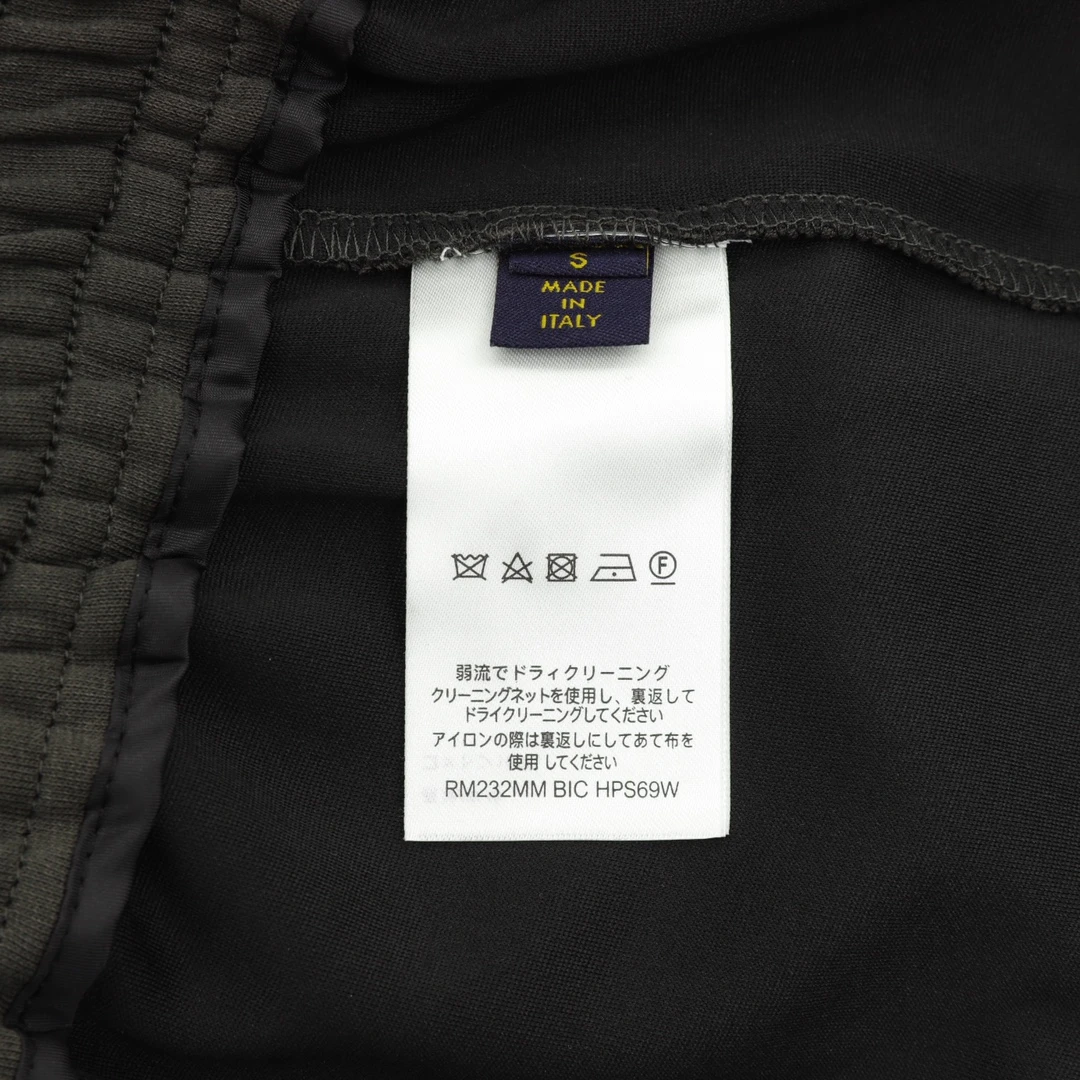 S
MADE
IN
ITALY
F
弱流でドライクリーニング
クリーニングネットを使用し、裏返して
ドライクリーニングしてください
アイロンの際は裏返しにしてあて布を
使用 してください
RM232MM BIC HPS69W